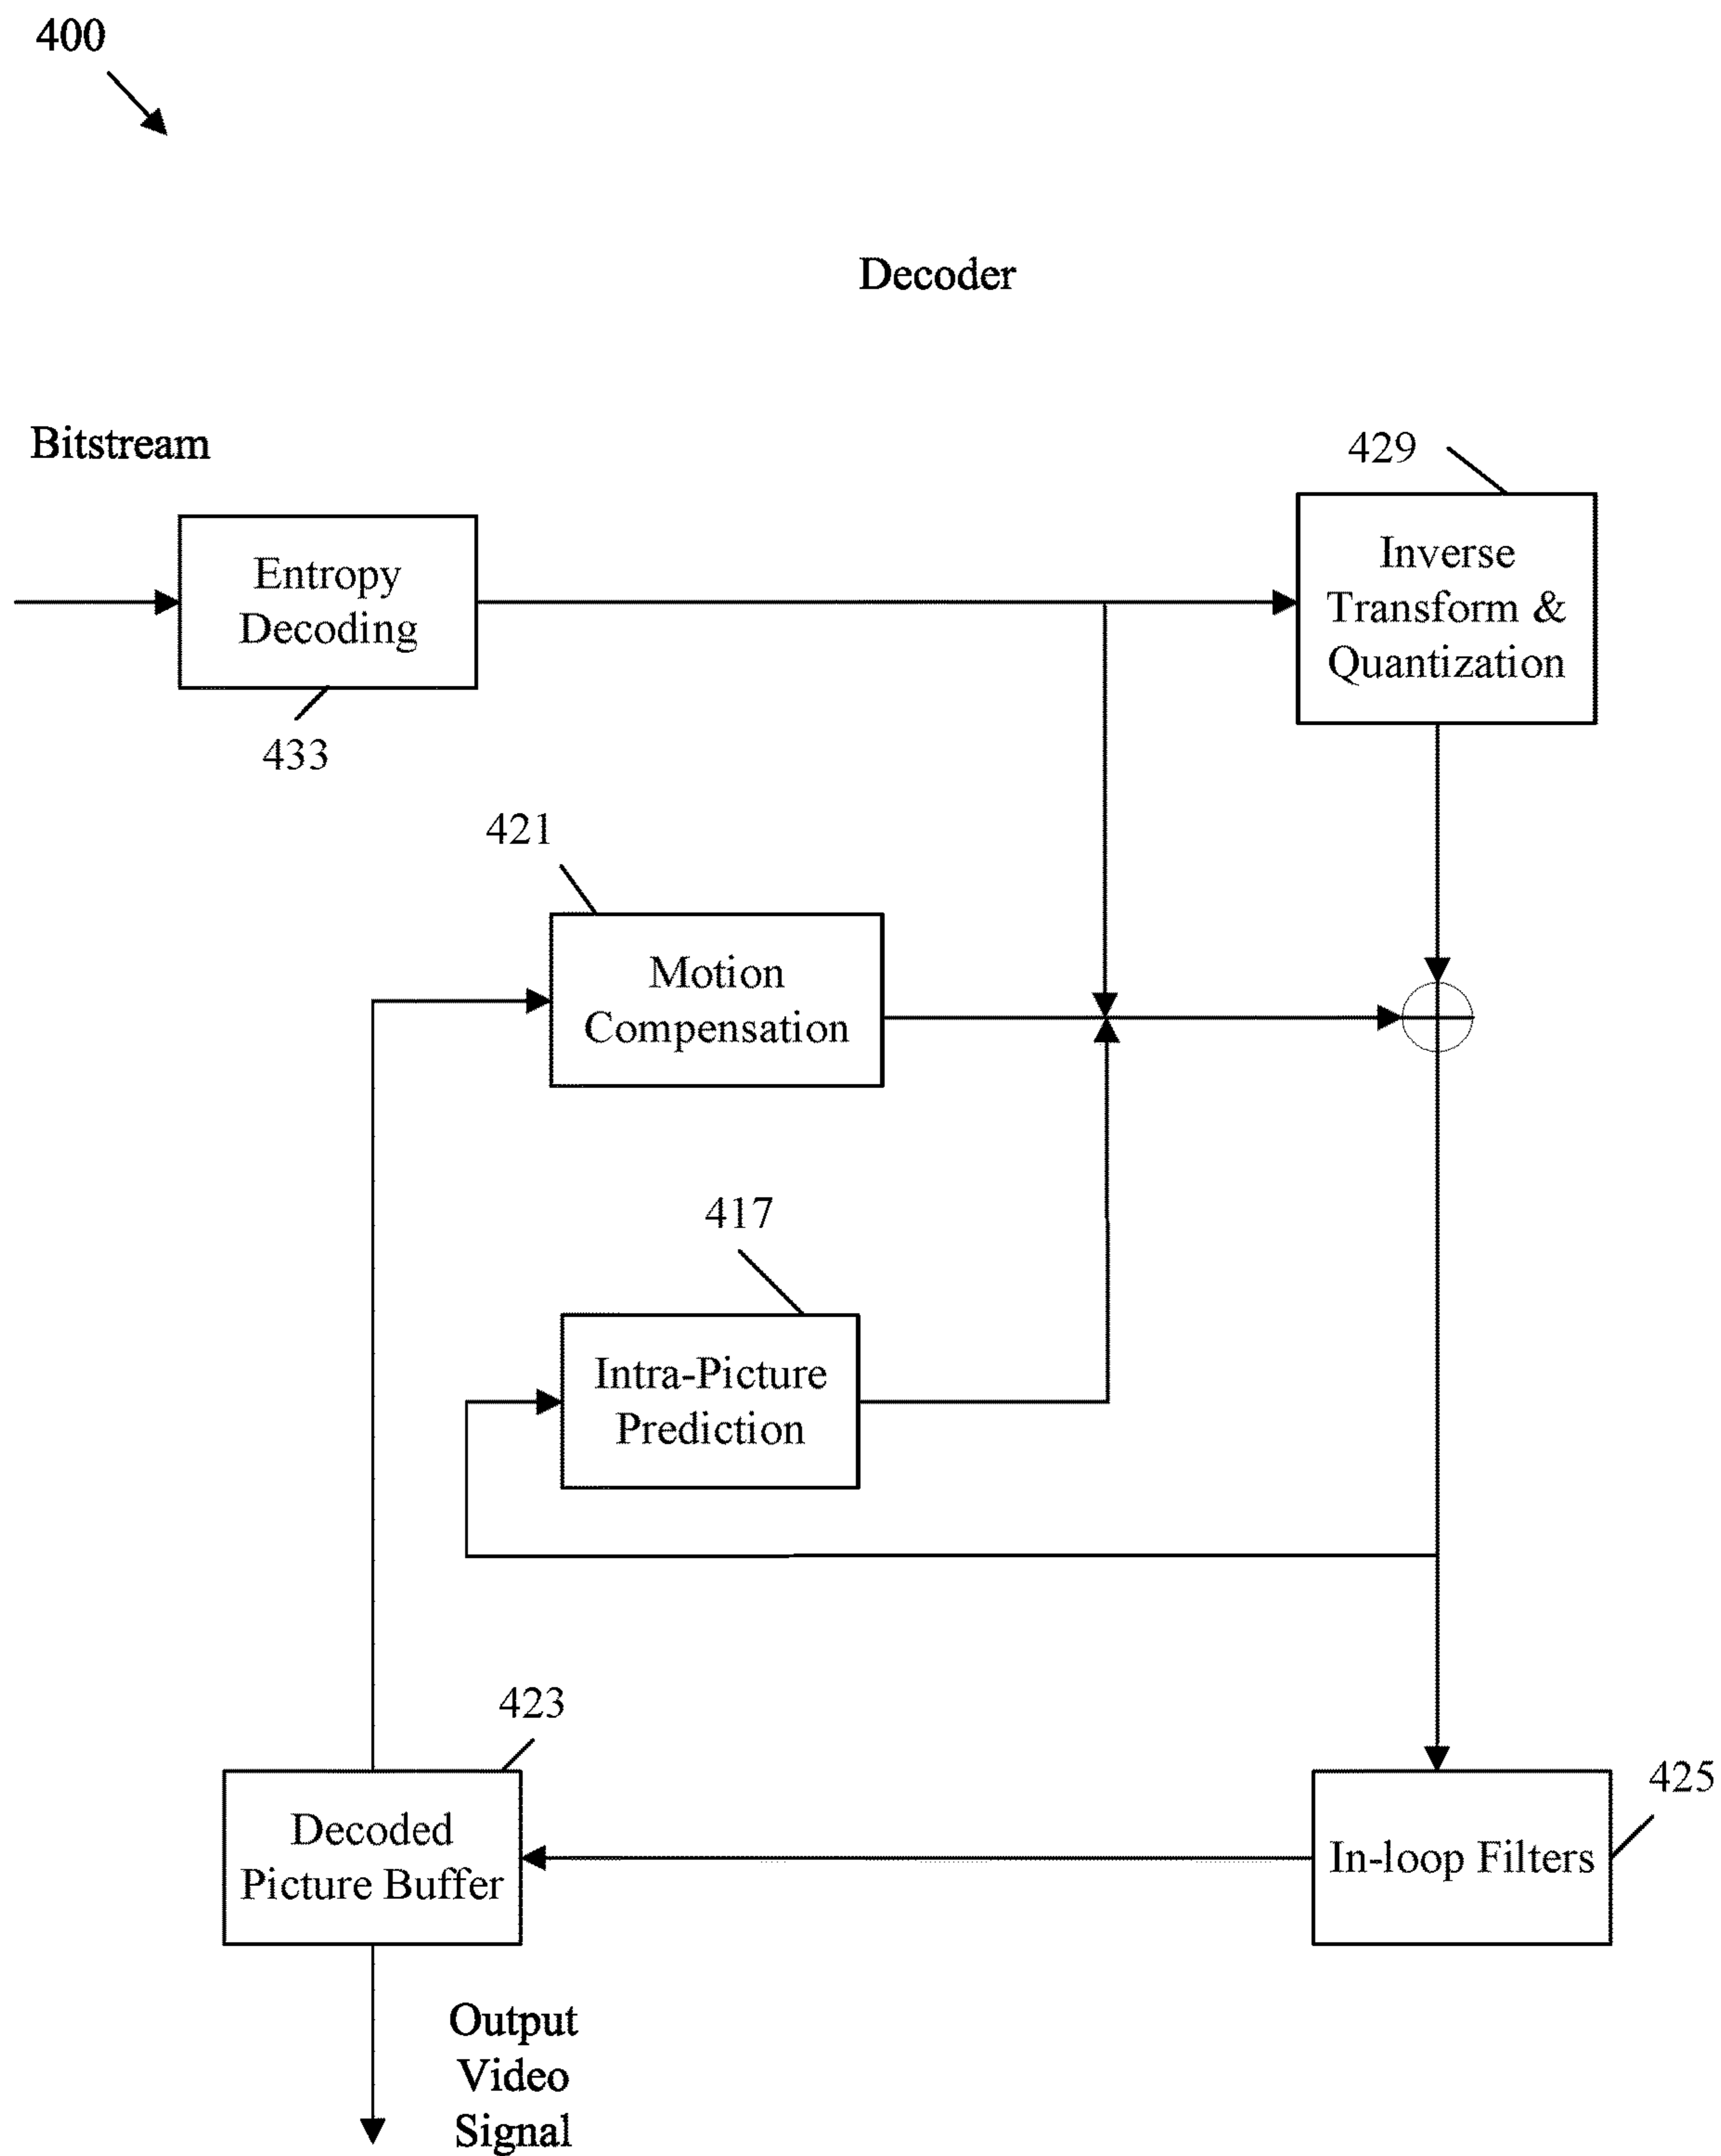 400
Decoder
Bitstream
429
Inverse
Transform &
Quantization
Entropy
Decoding
433
421
Motion
Compensation
417
Intra-Picture
Prediction
423
Decoded
Picture Buffer
425
In-loop Filters
Output
Video
Signal